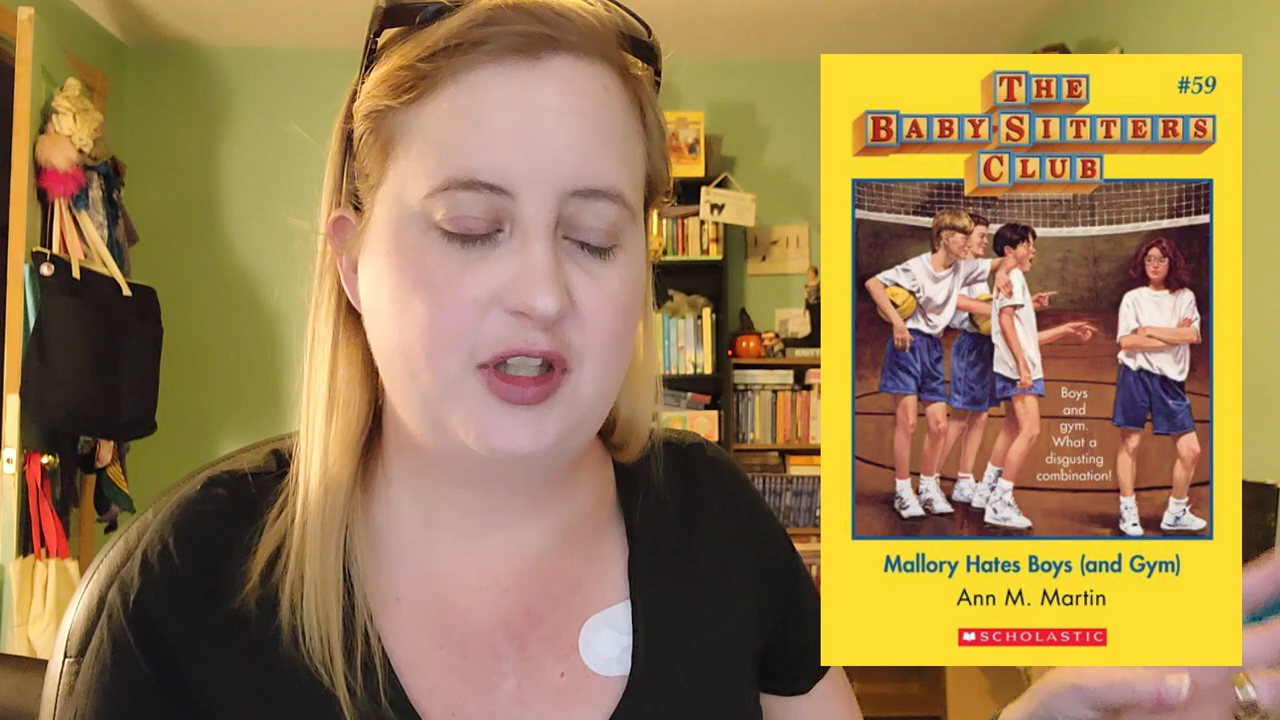 #59
THE
BABY-SITTERS
CLUB
Boys
and
gym.
What a
disgusting
combination!
Mallory Hates Boys (and Gym)
Ann M. Martin
SCHOLASTIC